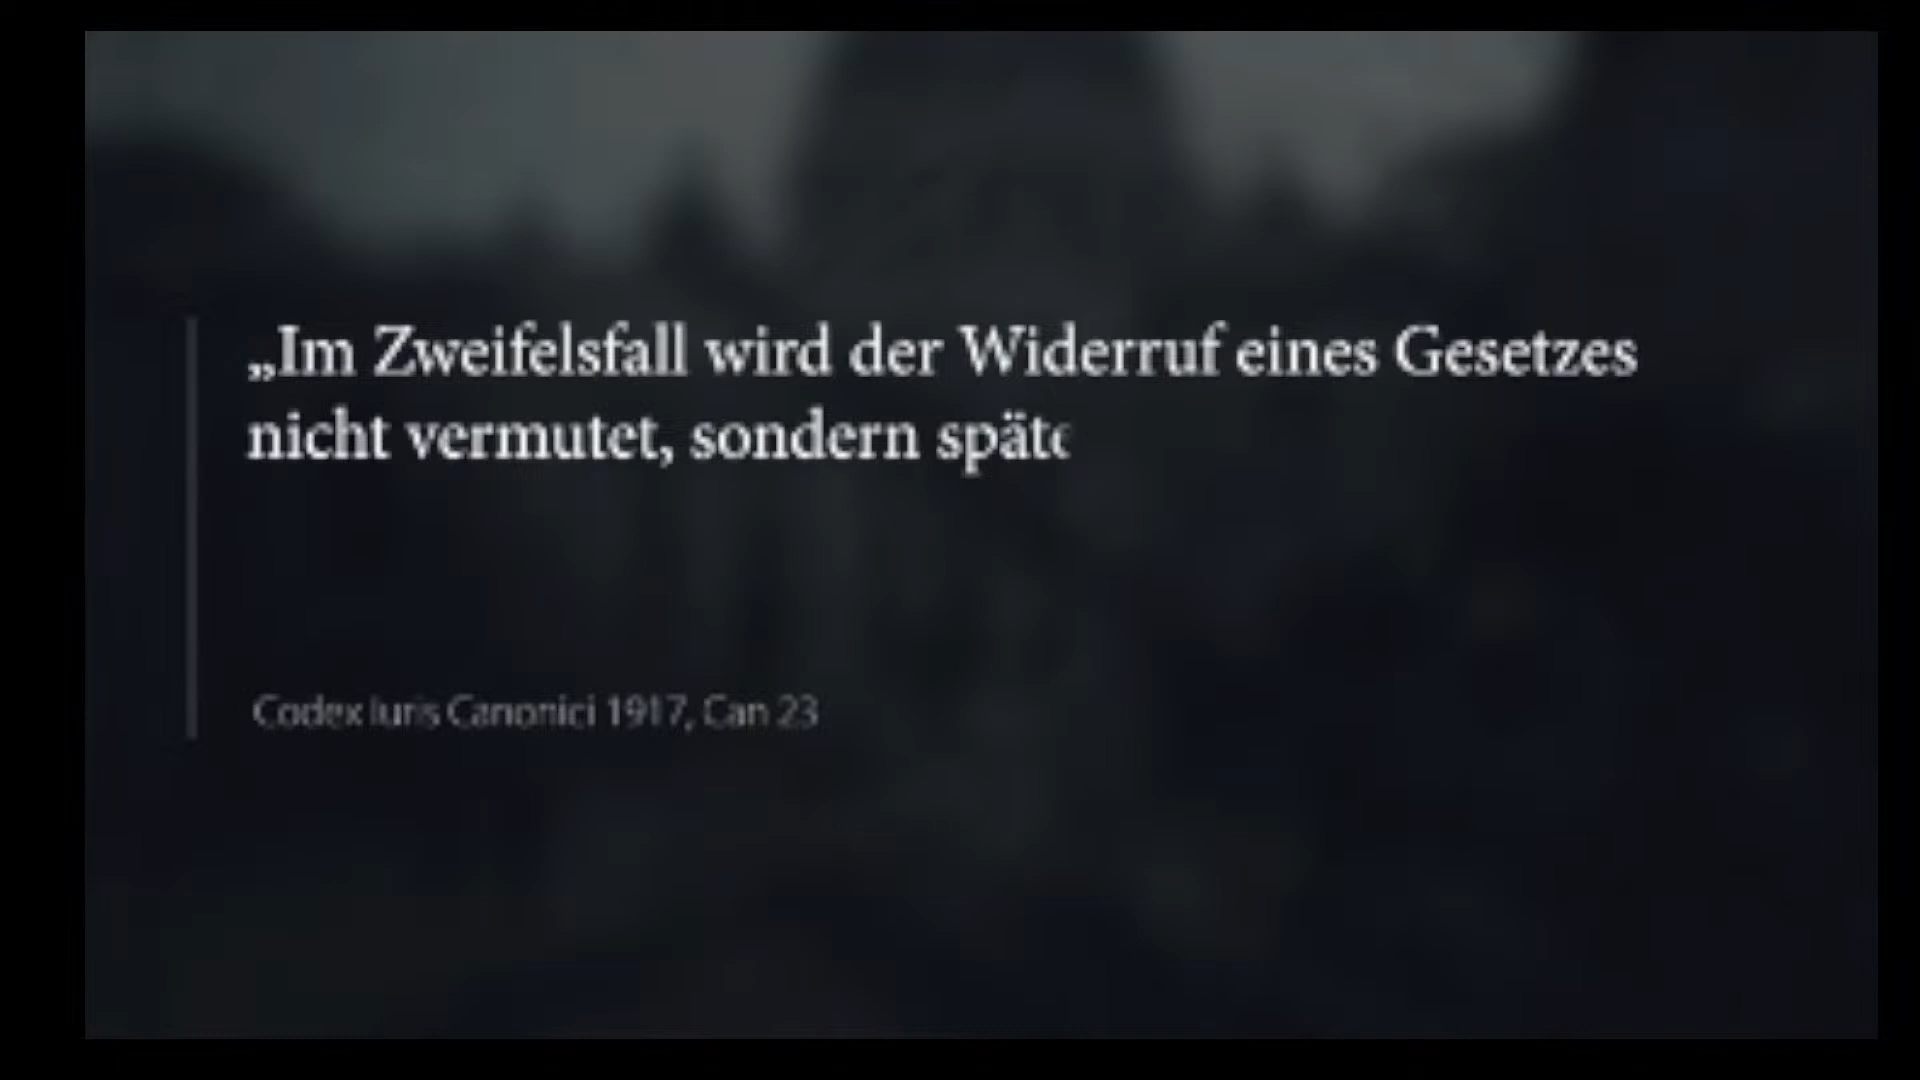 „Im Zweifelsfall wird der Widerruf eines Gesetzes
nicht vermutet, sondern
Codex Iuris Canonici 1917, Can 23